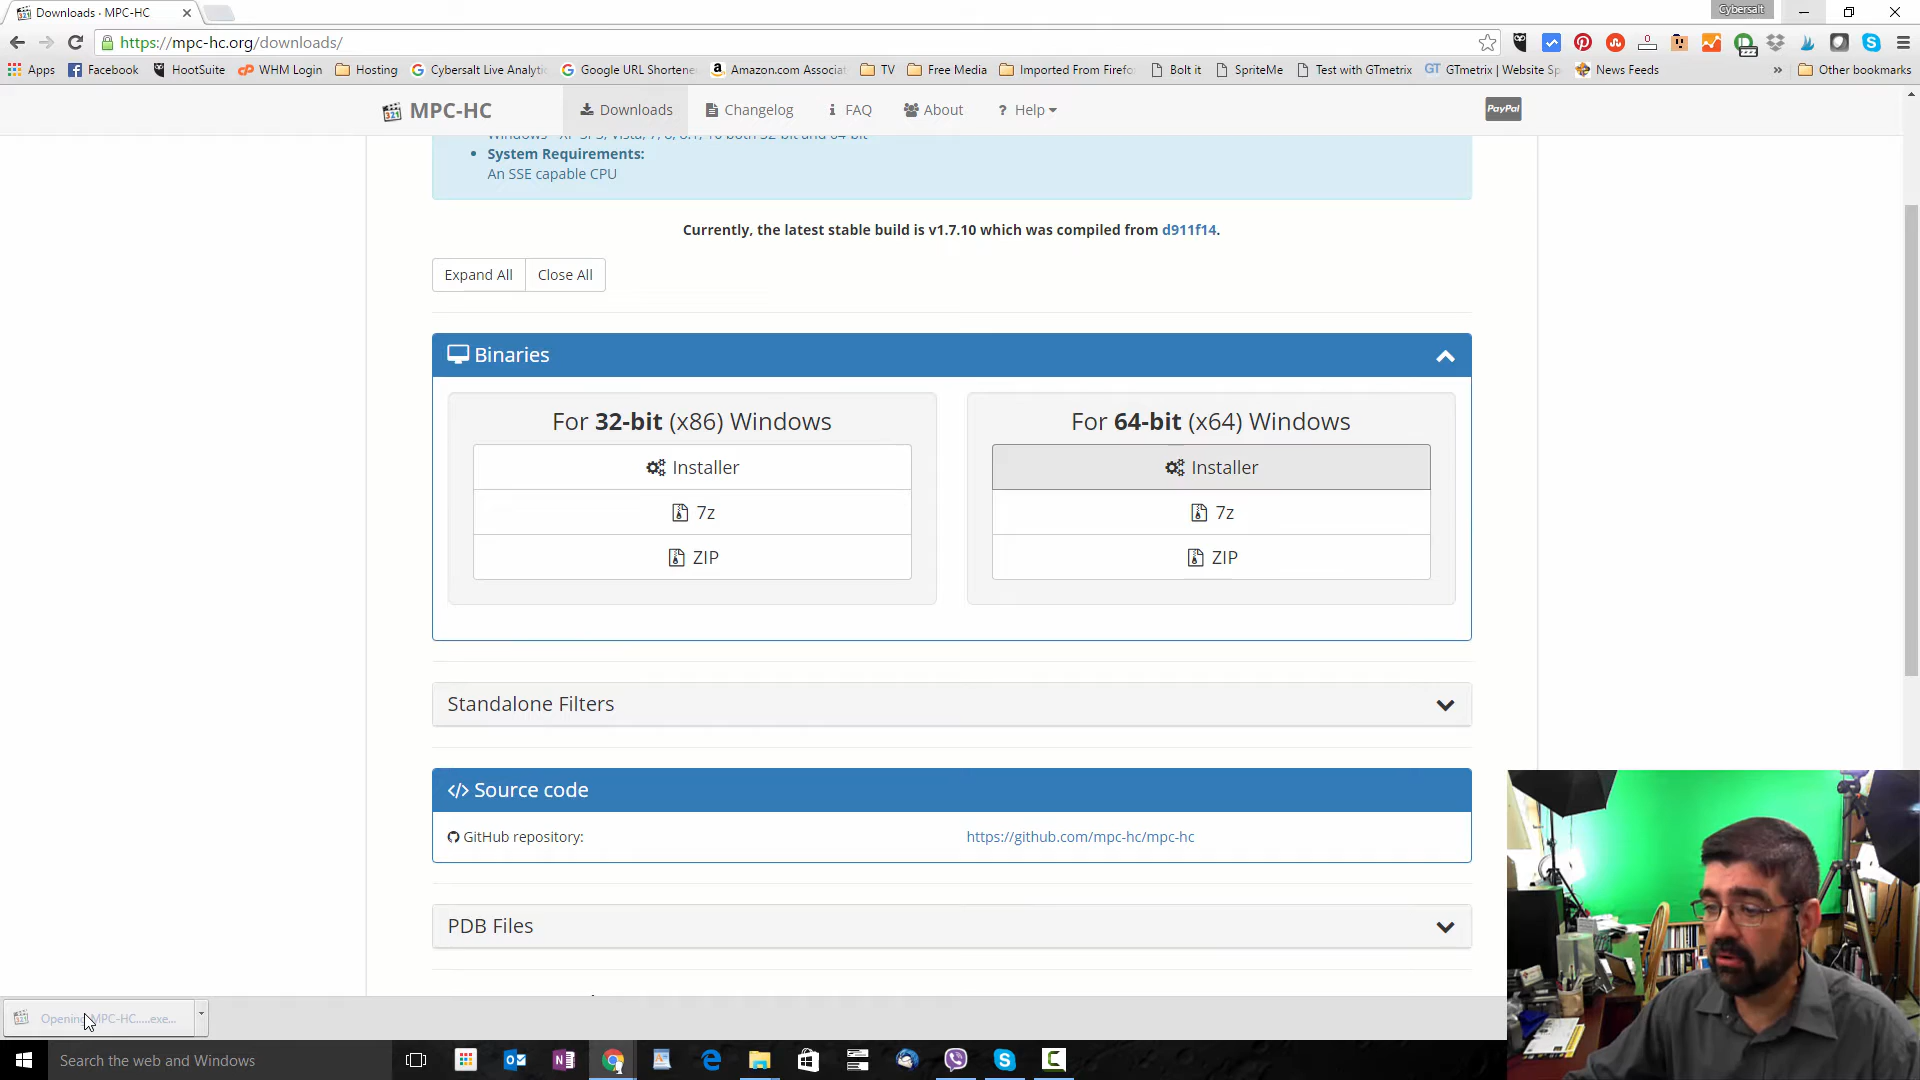 Downloads · MPC-HC
Cybersalt
https://mpc-hc.org/downloads/
Apps Facebook HootSuite WHM Login Hosting Cybersalt Live Analytic Google URL Shortene Amazon.com Associat TV Free Media Imported From Firefo Bolt it SpriteMe Test with GTmetrix GTmetrix | Website Sp News Feeds » Other bookmarks
MPC-HC Downloads Changelog FAQ About ? Help PayPal
System Requirements:
An SSE capable CPU
Currently, the latest stable build is v1.7.10 which was compiled from d911f14.
Expand All Close All
Binaries
For 32-bit (x86) Windows
Installer
7z
ZIP
For 64-bit (x64) Windows
Installer
7z
ZIP
Standalone Filters
</> Source code
GitHub repository: https://github.com/mpc-hc/mpc-hc
PDB Files
Opening MPC-HC.....exe...
Search the web and Windows